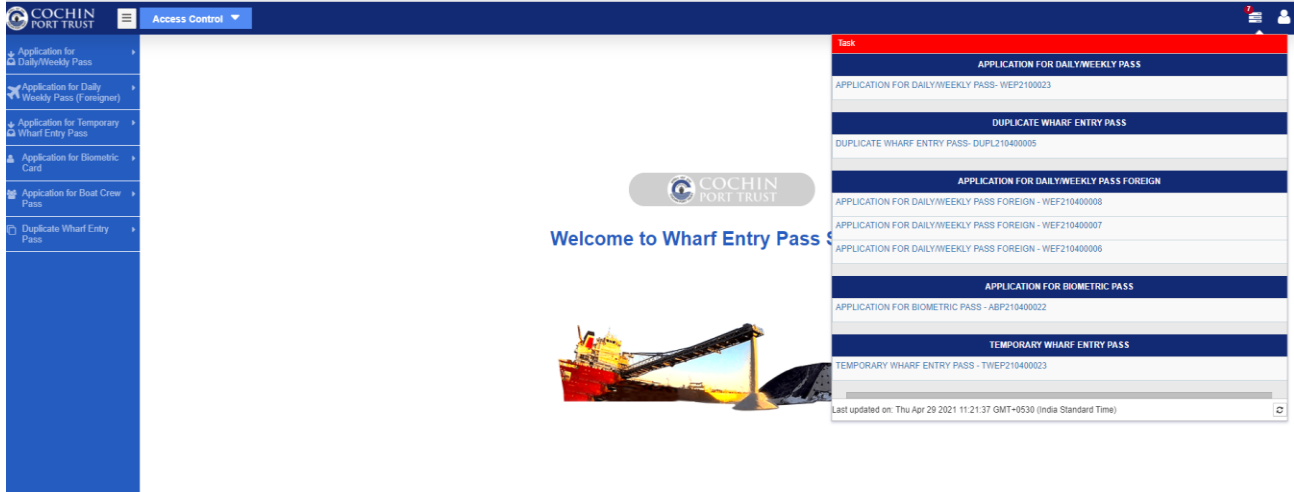 COCHIN
PORT TRUST
Access Control
7
Application for
Daily/Weekly Pass
Application for Daily
Weekly Pass (Foreigner)
Application for Temporary
Wharf Entry Pass
Application for Biometric
Card
Appication for Boat Crew
Pass
Duplicate Wharf Entry
Pass
COCHIN
PORT TRUST
Welcome to Wharf Entry Pass S
Task
APPLICATION FOR DAILY/WEEKLY PASS
APPLICATION FOR DAILY/WEEKLY PASS- WEP2100023
DUPLICATE WHARF ENTRY PASS
DUPLICATE WHARF ENTRY PASS- DUPL210400005
APPLICATION FOR DAILY/WEEKLY PASS FOREIGN
APPLICATION FOR DAILY/WEEKLY PASS FOREIGN - WEF210400008
APPLICATION FOR DAILY/WEEKLY PASS FOREIGN - WEF210400007
APPLICATION FOR DAILY/WEEKLY PASS FOREIGN - WEF210400006
APPLICATION FOR BIOMETRIC PASS
APPLICATION FOR BIOMETRIC PASS - ABP210400022
TEMPORARY WHARF ENTRY PASS
TEMPORARY WHARF ENTRY PASS - TWEP210400023
Last updated on: Thu Apr 29 2021 11:21:37 GMT+0530 (India Standard Time)